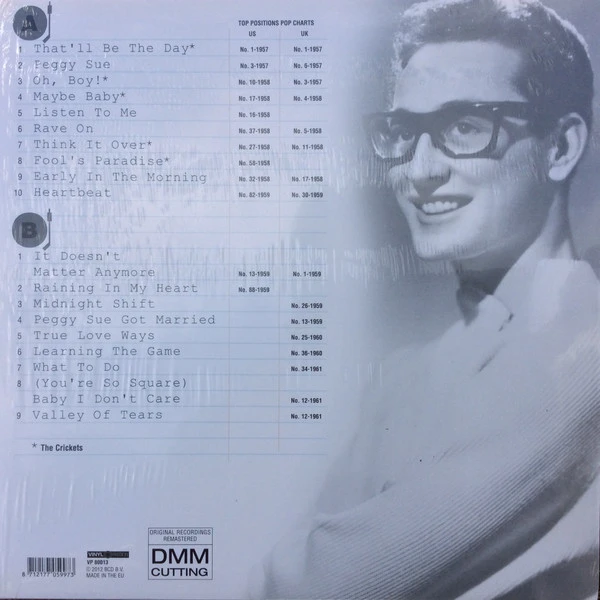 A
TOP POSITIONS POP CHARTS
US UK
1 That'll Be The Day* No. 1-1957 No. 1-1957
2 Peggy Sue No. 3-1957 No. 6-1957
3 Oh, Boy!* No. 10-1958 No. 3-1957
4 Maybe Baby* No. 17-1958 No. 4-1958
5 Listen To Me No. 16-1958
6 Rave On No. 37-1958 No. 5-1958
7 Think It Over* No. 27-1958 No. 11-1958
8 Fool's Paradise* No. 58-1958
9 Early In The Morning No. 32-1958 No. 17-1958
10 Heartbeat No. 82-1959 No. 30-1959
B
1 It Doesn't
Matter Anymore No. 13-1959 No. 1-1959
2 Raining In My Heart No. 88-1959
3 Midnight Shift No. 26-1959
4 Peggy Sue Got Married No. 13-1959
5 True Love Ways No. 25-1960
6 Learning The Game No. 36-1960
7 What To Do No. 34-1961
8 (You're So Square)
Baby I Don't Care No. 12-1961
9 Valley Of Tears No. 12-1961
* The Crickets
ORIGINAL RECORDINGS
REMASTERED
DMM
CUTTING
VINYL
VP 80013
© 2013 BCD B.V.
MADE IN THE EU
8 712177 059973